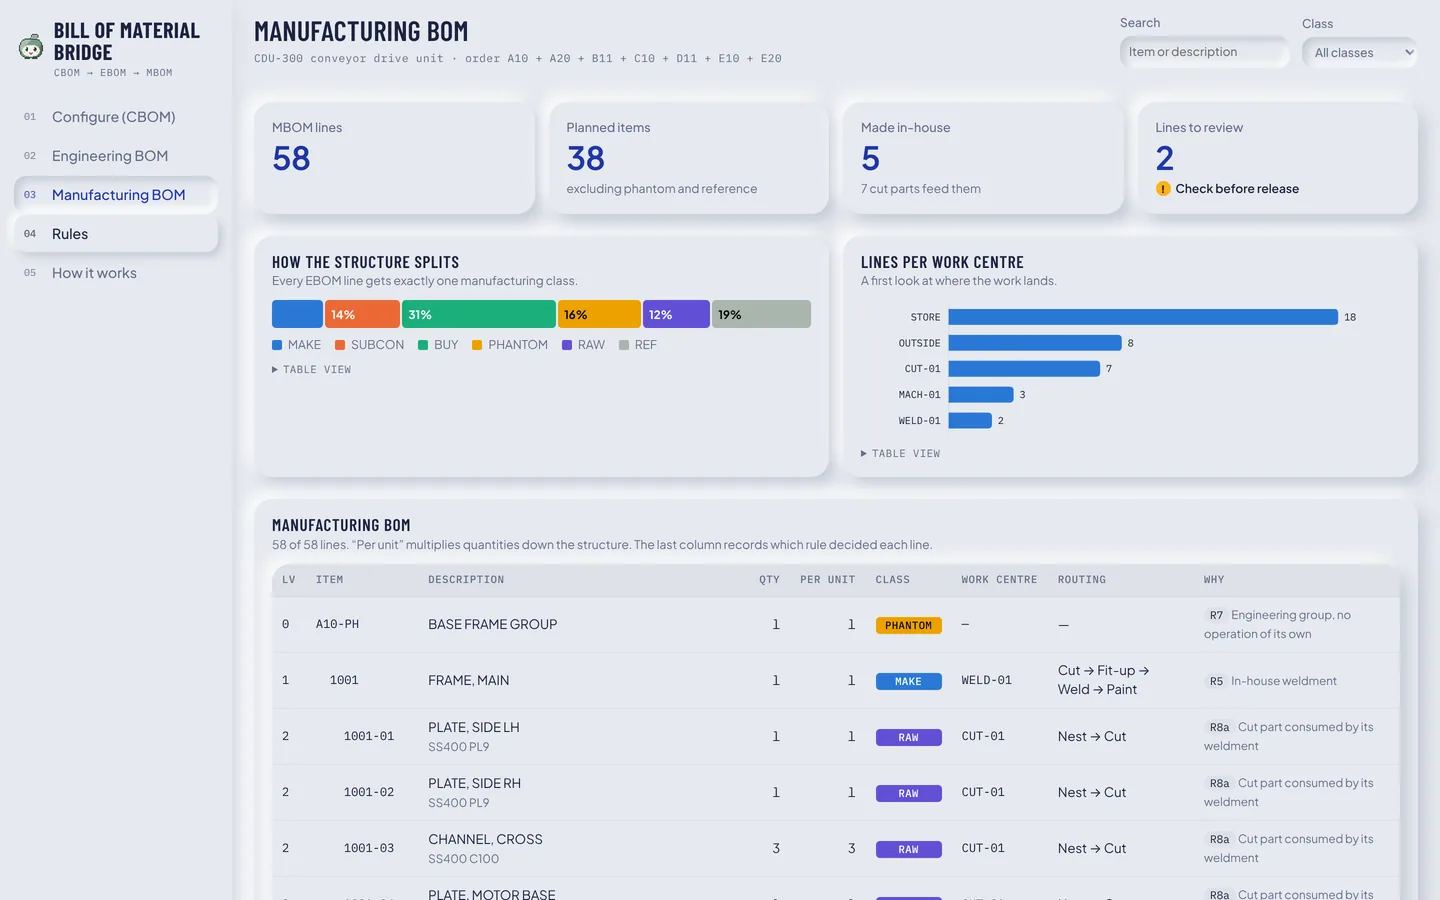 BILL OF MATERIAL
BRIDGE
CBOM → EBOM → MBOM
01 Configure (CBOM)
02 Engineering BOM
03 Manufacturing BOM
04 Rules
05 How it works
MANUFACTURING BOM
CDU-300 conveyor drive unit · order A10 + A20 + B11 + C10 + D11 + E10 + E20
Search
Item or description
Class
All classes
MBOM lines
58
Planned items
38
excluding phantom and reference
Made in-house
5
7 cut parts feed them
Lines to review
2
! Check before release
HOW THE STRUCTURE SPLITS
Every EBOM line gets exactly one manufacturing class.
14% 31% 16% 12% 19%
MAKE SUBCON BUY PHANTOM RAW REF
▶ TABLE VIEW
LINES PER WORK CENTRE
A first look at where the work lands.
STORE 18
OUTSIDE 8
CUT-01 7
MACH-01 3
WELD-01 2
▶ TABLE VIEW
MANUFACTURING BOM
58 of 58 lines. “Per unit” multiplies quantities down the structure. The last column records which rule decided each line.
LV ITEM DESCRIPTION QTY PER UNIT CLASS WORK CENTRE ROUTING WHY
0 A10-PH BASE FRAME GROUP 1 1 PHANTOM — — R7 Engineering group, no
operation of its own
1 1001 FRAME, MAIN 1 1 MAKE WELD-01 Cut → Fit-up →
Weld → Paint R5 In-house weldment
2 1001-01 PLATE, SIDE LH 1 1 RAW CUT-01 Nest → Cut R8a Cut part consumed by its
SS400 PL9 weldment
2 1001-02 PLATE, SIDE RH 1 1 RAW CUT-01 Nest → Cut R8a Cut part consumed by its
SS400 PL9 weldment
2 1001-03 CHANNEL, CROSS 3 3 RAW CUT-01 Nest → Cut R8a Cut part consumed by its
SS400 C100 weldment
PLATE, MOTOR BASE R8a Cut part consumed by its